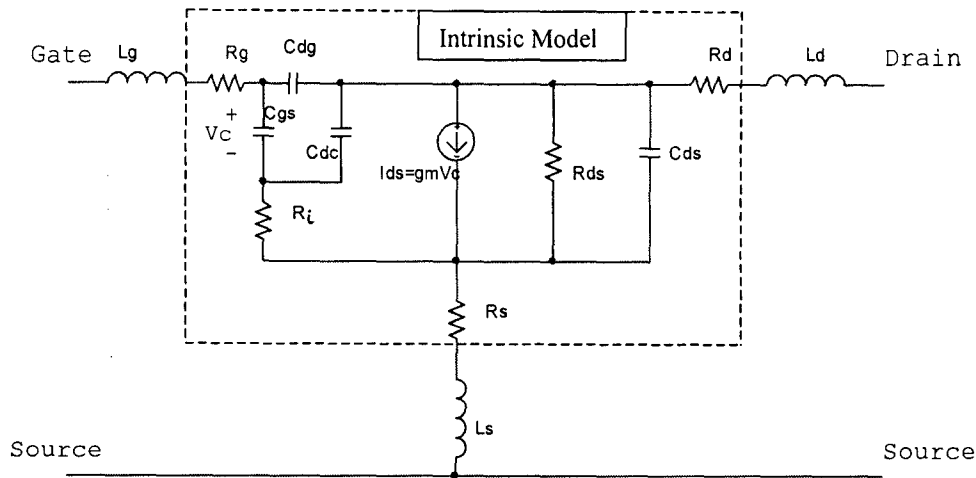 Intrinsic Model
Gate
Lg
Rg
Cdg
Rd
Ld
Drain
+
Vc
-
Cgs
Cdc
Ids=gmVc
Rds
Cds
Ri
Rs
Ls
Source
Source